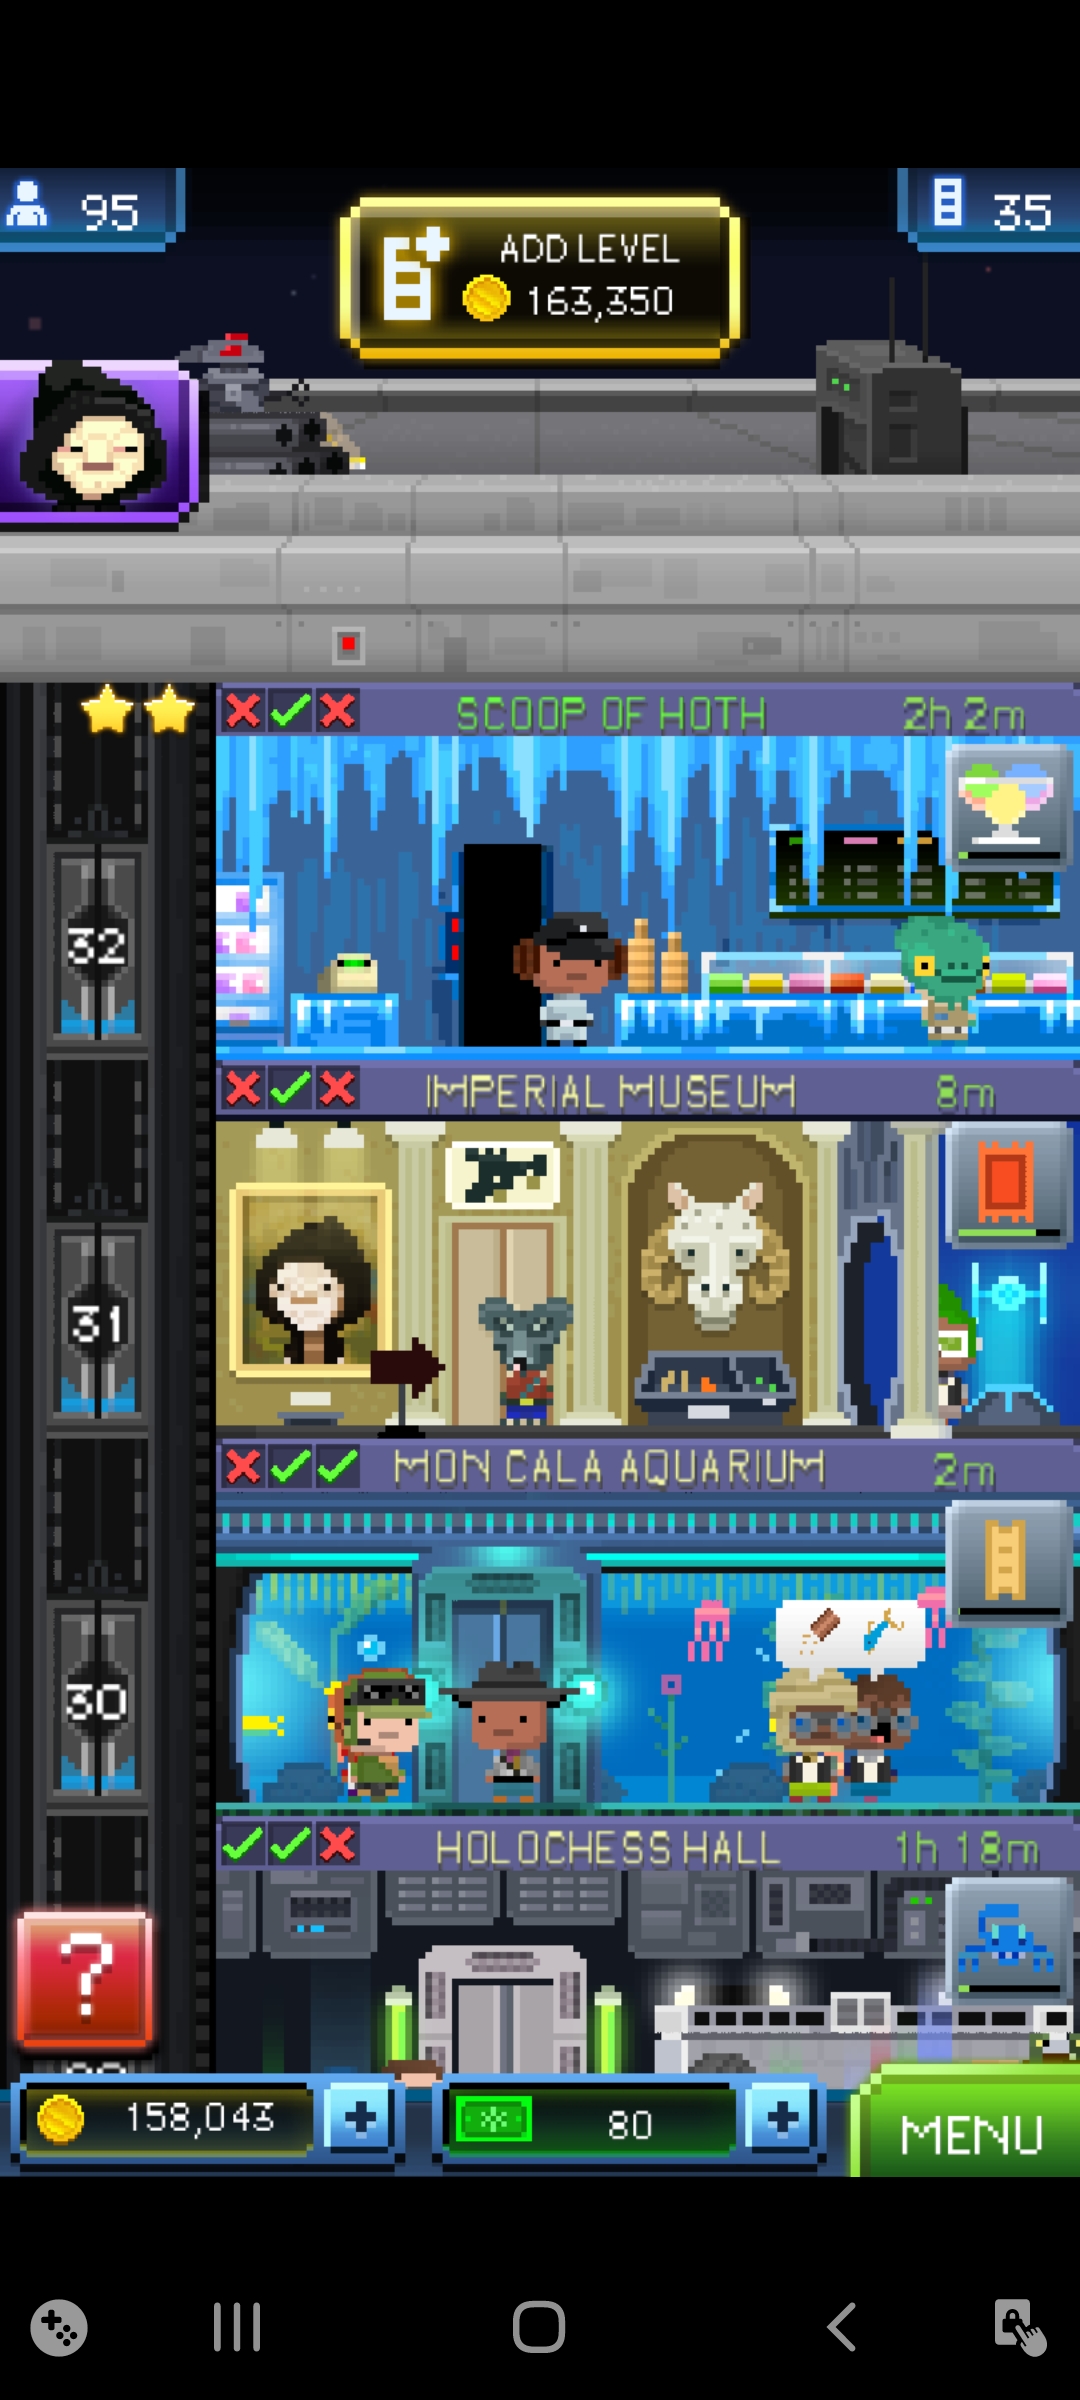 95
ADD LEVEL
163,350
35
SCOOP OF HOTH 2h 2m
32
IMPERIAL MUSEUM 8m
31
MON CALA AQUARIUM 2m
30
HOLOCHESS HALL 1h 18m
?
158,043 +
80 +
MENU